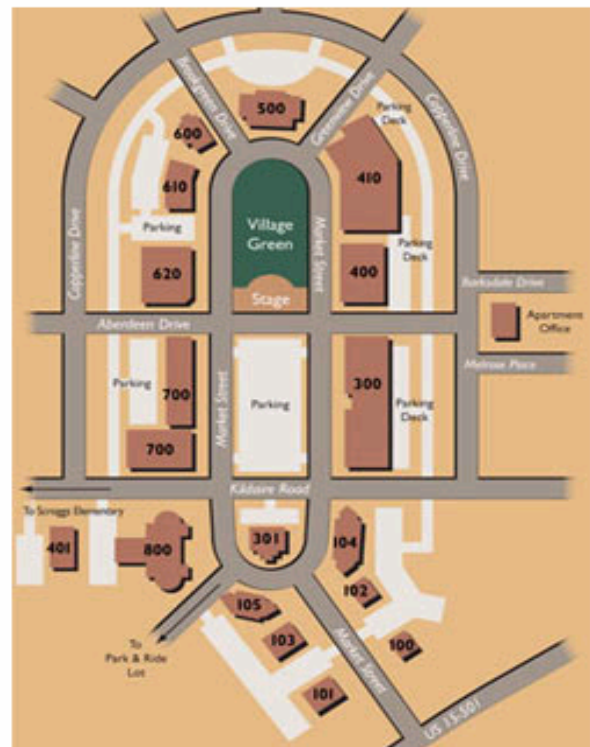 Brookgreen Drive
500
Greenview Drive
Parking
Deck
Copperline Drive
600
610
410
Copperline Drive
Parking
Village
Green
Market Street
Parking
Deck
620
400
Barksdale Drive
Stage
Apartment
Office
Aberdeen Drive
Melrose Place
Parking
700
Market Street
Parking
300
Parking
Deck
700
Kildaire Road
To Scroggs Elementary
401
800
301
104
102
105
103
100
101
To
Park & Ride
Lot
Market Street
US 15-501